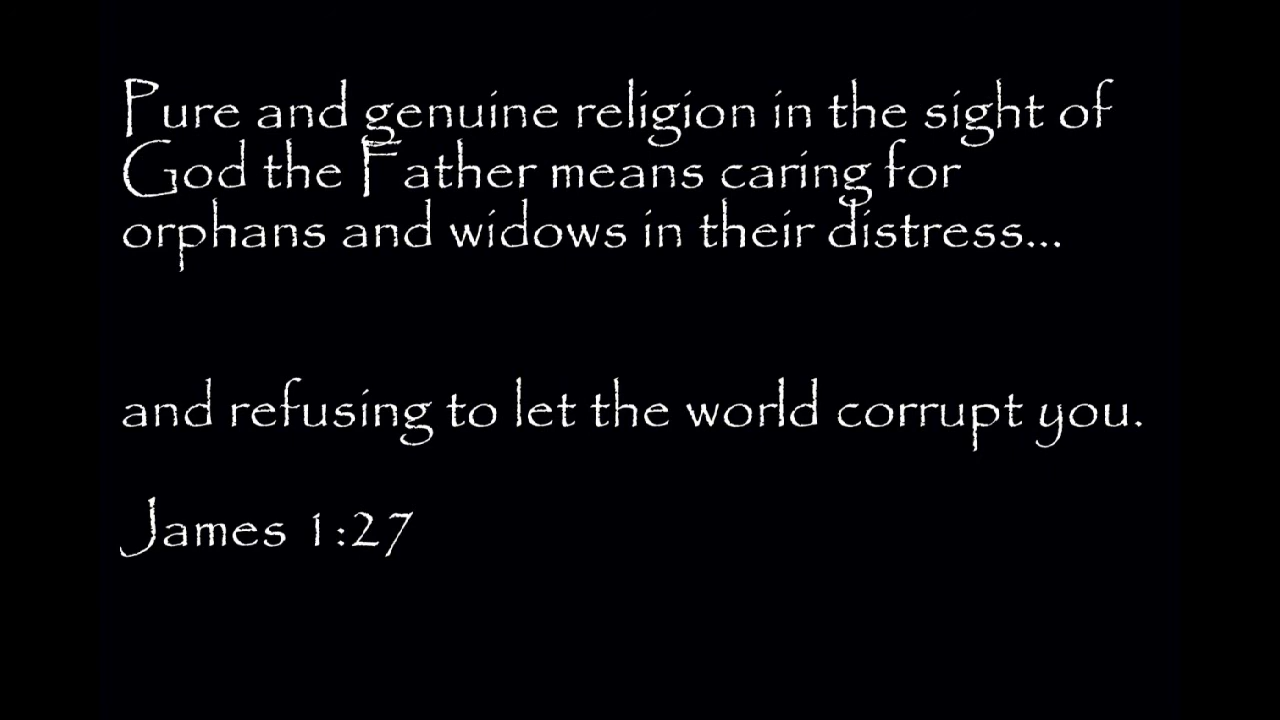 Pure and genuine religion in the sight of
God the Father means caring for
orphans and widows in their distress...
and refusing to let the world corrupt you.
James 1:27